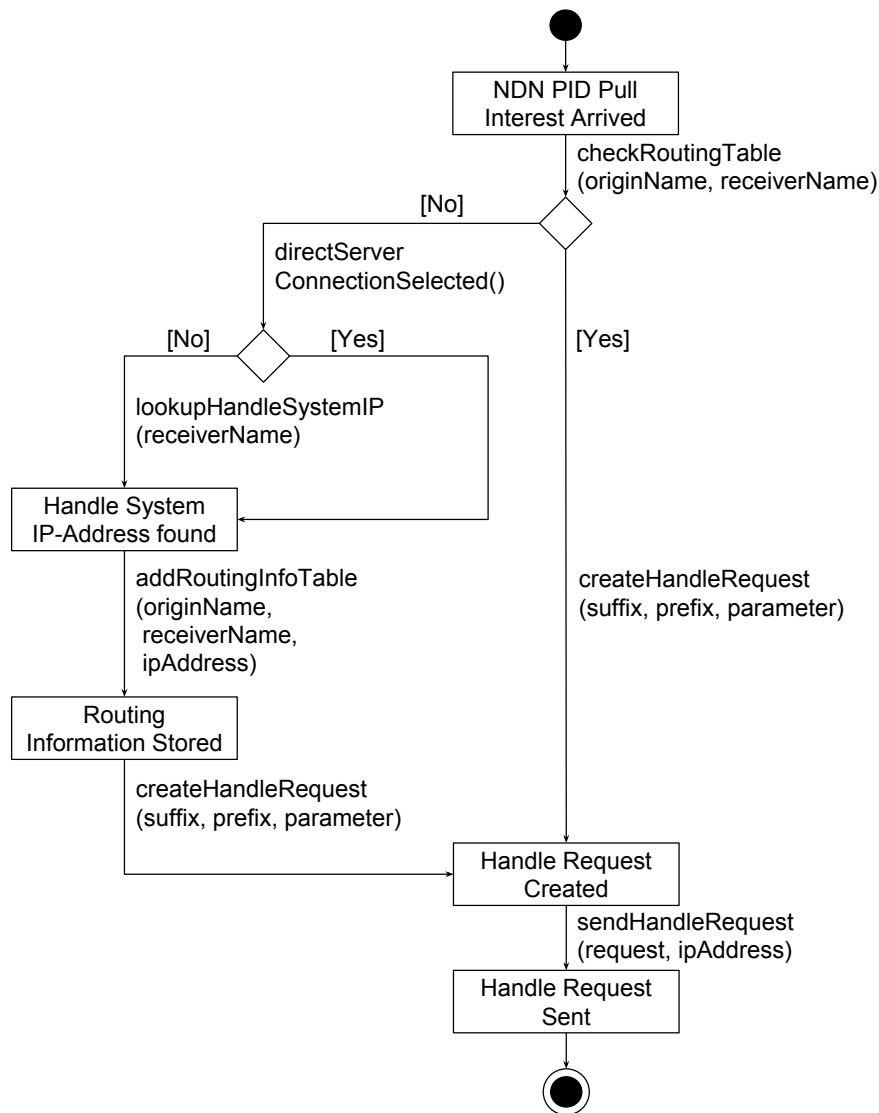 NDN PID Pull
Interest Arrived
checkRoutingTable
(originName, receiverName)
[No]
directServer
ConnectionSelected()
[No]
[Yes]
[Yes]
lookupHandleSystemIP
(receiverName)
Handle System
IP-Address found
addRoutingInfoTable
(originName,
receiverName,
ipAddress)
createHandleRequest
(suffix, prefix, parameter)
Routing
Information Stored
createHandleRequest
(suffix, prefix, parameter)
Handle Request
Created
sendHandleRequest
(request, ipAddress)
Handle Request
Sent